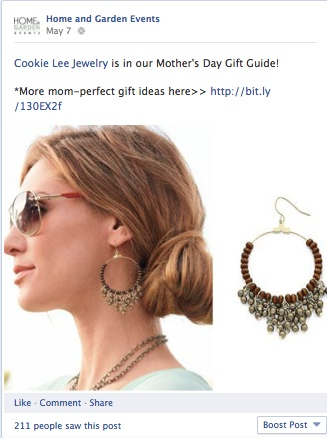 HOME &
GARDEN
EVENTS
Home and Garden Events
May 7
Cookie Lee Jewelry is in our Mother's Day Gift Guide!
*More mom-perfect gift ideas here>> http://bit.ly
/130EX2f
Like · Comment · Share
211 people saw this post
Boost Post